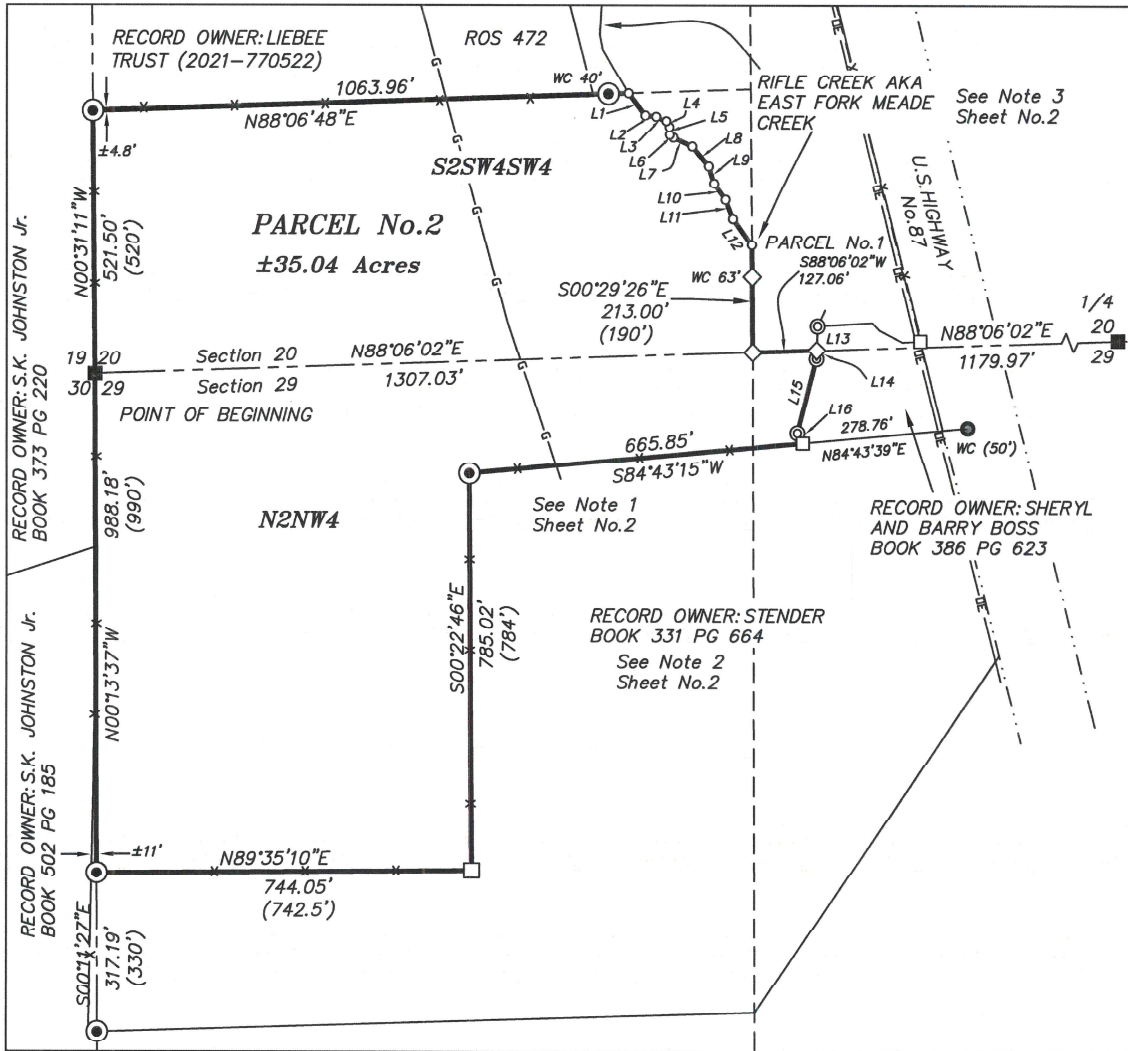 RECORD OWNER: LIEBEE
TRUST (2021-770522)
ROS 472
1063.96'
N88°06'48"E
WC 40'
RIFLE CREEK AKA
EAST FORK MEADE
CREEK
See Note 3
Sheet No.2
L1
L2
L3
L4
L5
L6
L7
L8
L9
L10
L11
L12
±4.8'
S2SW4SW4
U.S. HIGHWAY
No.87
PARCEL No.2
±35.04 Acres
N00°31'11"W
521.50'
(520')
RECORD OWNER: S.K. JOHNSTON Jr.
BOOK 373 PG 220
PARCEL No.1
S88°06'02"W
127.06'
WC 63'
S00°29'26"E
213.00'
(190')
1/4
20
29
19 20
30 29
Section 20
Section 29
N88°06'02"E
1307.03'
L13
N88°06'02"E
1179.97'
L14
L15
L16
POINT OF BEGINNING
278.76'
N84°43'39"E
WC (50')
665.85'
S84°43'15"W
See Note 1
Sheet No.2
N2NW4
988.18'
(990')
N00°13'37"W
RECORD OWNER: SHERYL
AND BARRY BOSS
BOOK 386 PG 623
S00°22'46"E
785.02'
(784')
RECORD OWNER: STENDER
BOOK 331 PG 664
See Note 2
Sheet No.2
RECORD OWNER: S.K. JOHNSTON Jr.
BOOK 502 PG 185
±11'
N89°35'10"E
744.05'
(742.5')
S00°11'27"E
317.19'
(330')
G
G
G
G
G
G
OE
OE
OE
OE
OE
OE